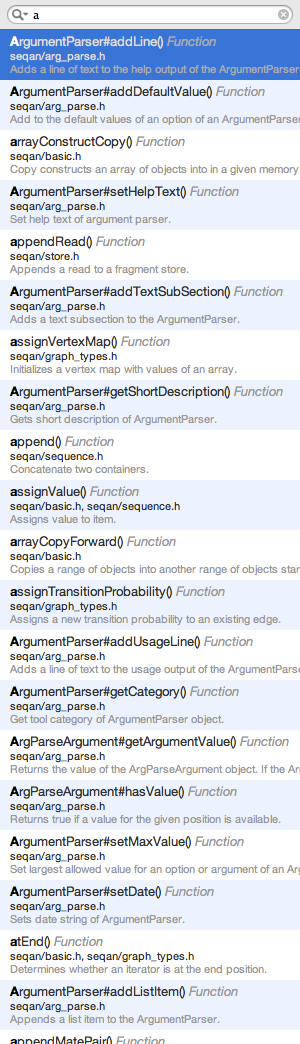 a
ArgumentParser#addLine() Function
seqan/arg_parse.h
Adds a line of text to the help output of the ArgumentParser
ArgumentParser#addDefaultValue() Function
seqan/arg_parse.h
Add to the default values of an option of an ArgumentParser
arrayConstructCopy() Function
seqan/basic.h
Copy constructs an array of objects into in a given memory
ArgumentParser#setHelpText() Function
seqan/arg_parse.h
Set help text of argument parser.
appendRead() Function
seqan/store.h
Appends a read to a fragment store.
ArgumentParser#addTextSubSection() Function
seqan/arg_parse.h
Adds a text subsection to the ArgumentParser.
assignVertexMap() Function
seqan/graph_types.h
Initializes a vertex map with values of an array.
ArgumentParser#getShortDescription() Function
seqan/arg_parse.h
Gets short description of ArgumentParser.
append() Function
seqan/sequence.h
Concatenate two containers.
assignValue() Function
seqan/basic.h, seqan/sequence.h
Assigns value to item.
arrayCopyForward() Function
seqan/basic.h
Copies a range of objects into another range of objects star
assignTransitionProbability() Function
seqan/graph_types.h
Assigns a new transition probability to an existing edge.
ArgumentParser#addUsageLine() Function
seqan/arg_parse.h
Adds a line of text to the usage output of the ArgumentParse
ArgumentParser#getCategory() Function
seqan/arg_parse.h
Get tool category of ArgumentParser object.
ArgParseArgument#getArgumentValue() Function
seqan/arg_parse.h
Returns the value of the ArgParseArgument object. If the Ar
ArgParseArgument#hasValue() Function
seqan/arg_parse.h
Returns true if a value for the given position is available.
ArgumentParser#setMaxValue() Function
seqan/arg_parse.h
Set largest allowed value for an option or argument of an Ar
ArgumentParser#setDate() Function
seqan/arg_parse.h
Sets date string of ArgumentParser.
atEnd() Function
seqan/basic.h, seqan/graph_types.h
Determines whether an iterator is at the end position.
ArgumentParser#addListItem() Function
seqan/arg_parse.h
Appends a list item to the ArgumentParser.
appendMatePair() Function